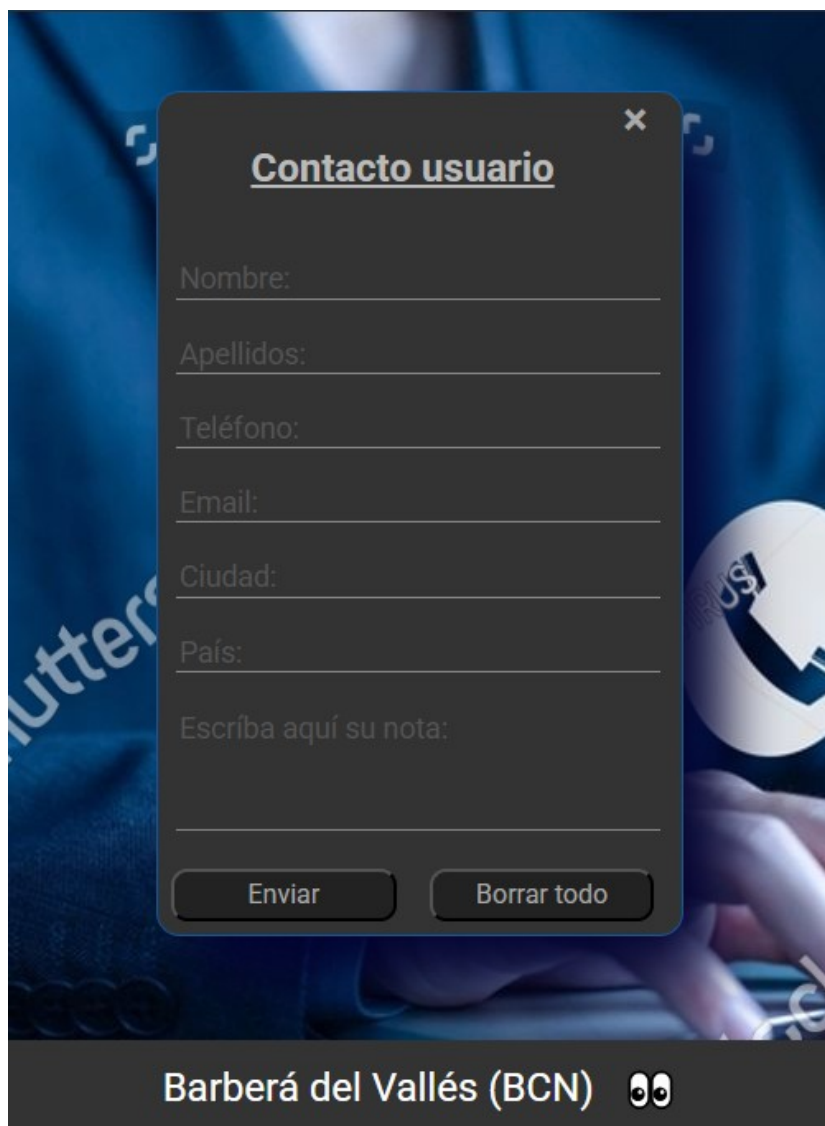 ×
Contacto usuario
Nombre:
Apellidos:
Teléfono:
Email:
Ciudad:
País:
Escríba aquí su nota:
Enviar Borrar todo
Barberá del Vallés (BCN) 👀